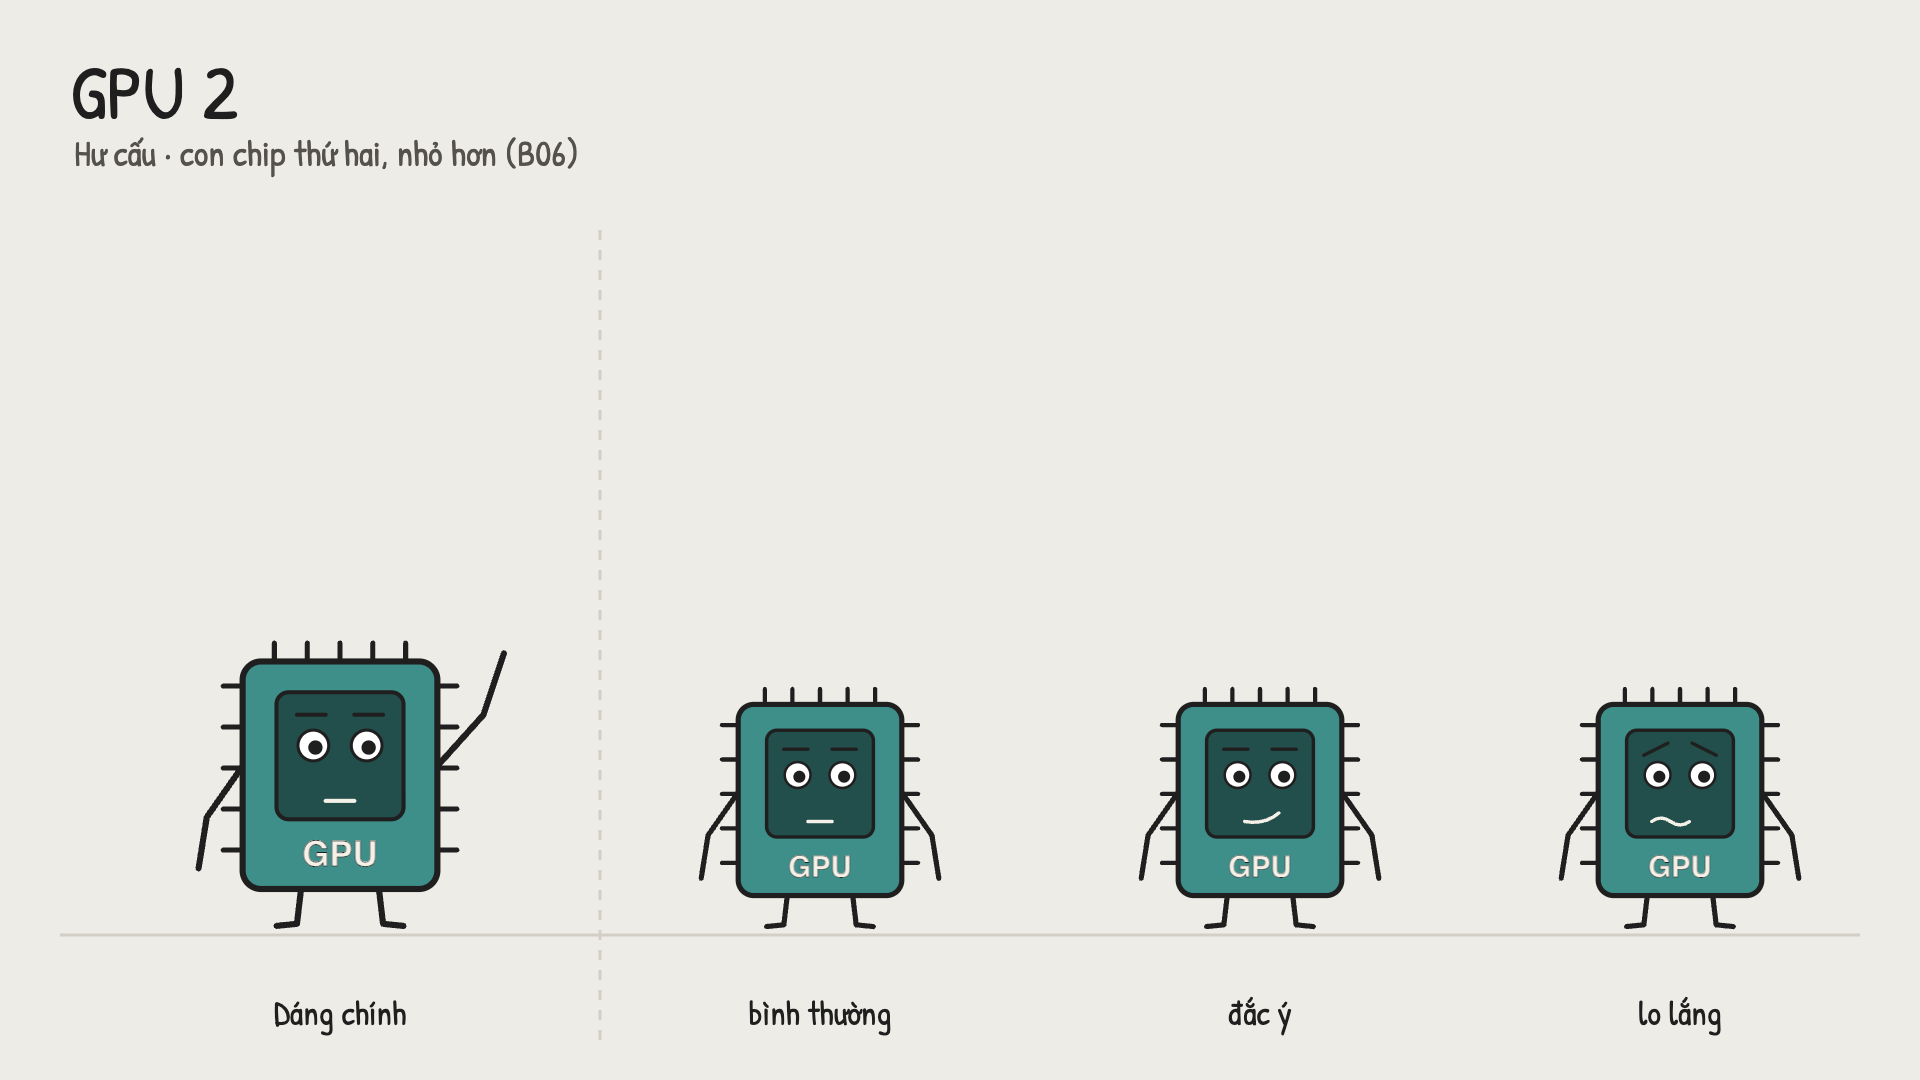 GPU 2
Hư cấu · con chip thứ hai, nhỏ hơn (B06)
GPU
GPU
GPU
GPU
Dáng chính
bình thường
đắc ý
lo lắng